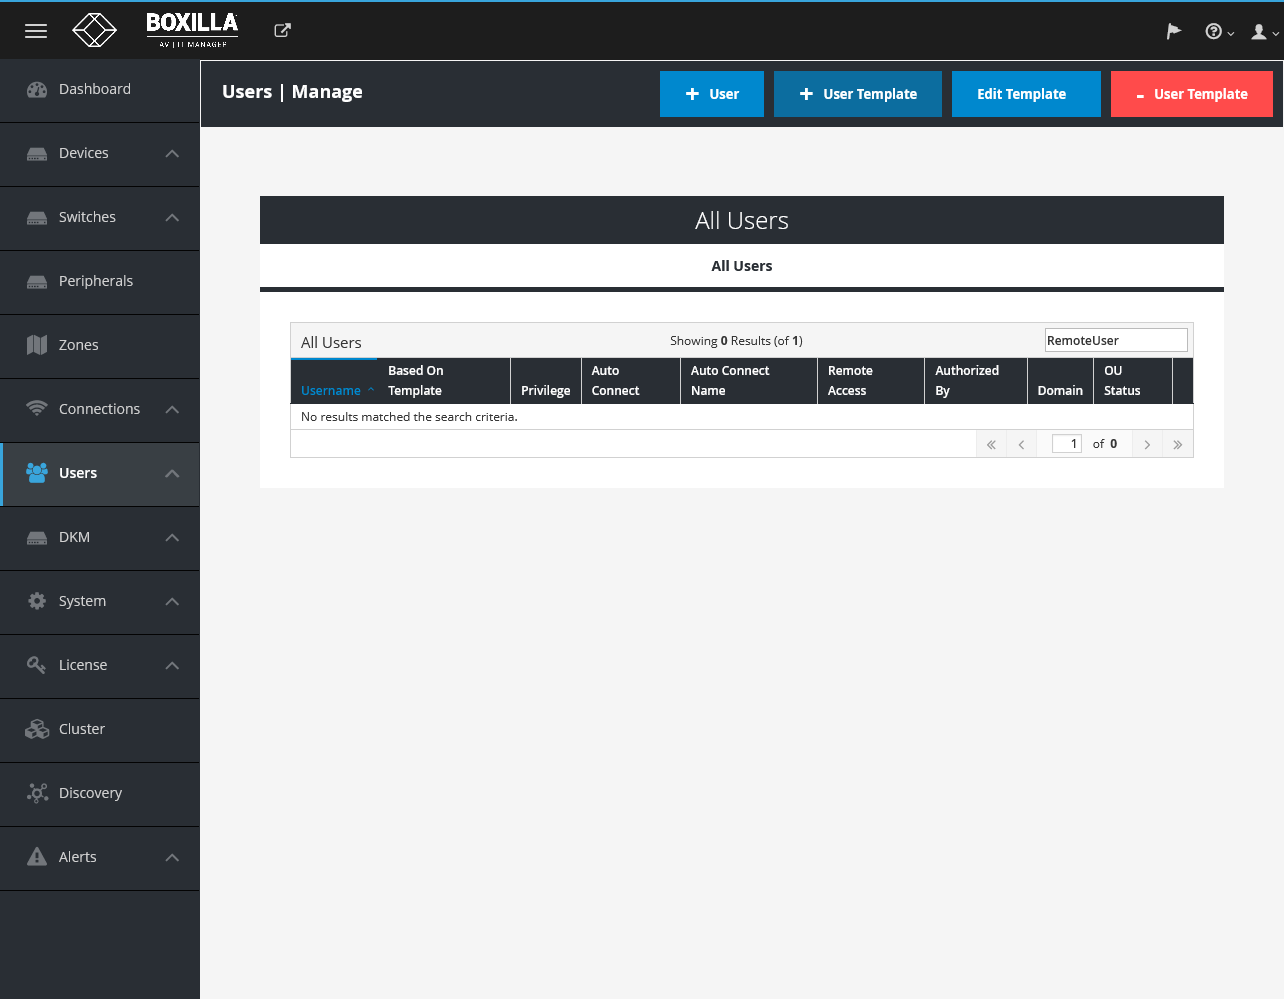 BOXILLA
AV | IT MANAGER
Dashboard
Devices
Switches
Peripherals
Zones
Connections
Users
DKM
System
License
Cluster
Discovery
Alerts
Users | Manage
+ User
+ User Template
Edit Template
- User Template
All Users
All Users
All Users
Showing 0 Results (of 1)
RemoteUser
Username
Based On Template
Privilege
Auto Connect
Auto Connect Name
Remote Access
Authorized By
Domain
OU Status
No results matched the search criteria.
« ‹ 1 of 0 › »